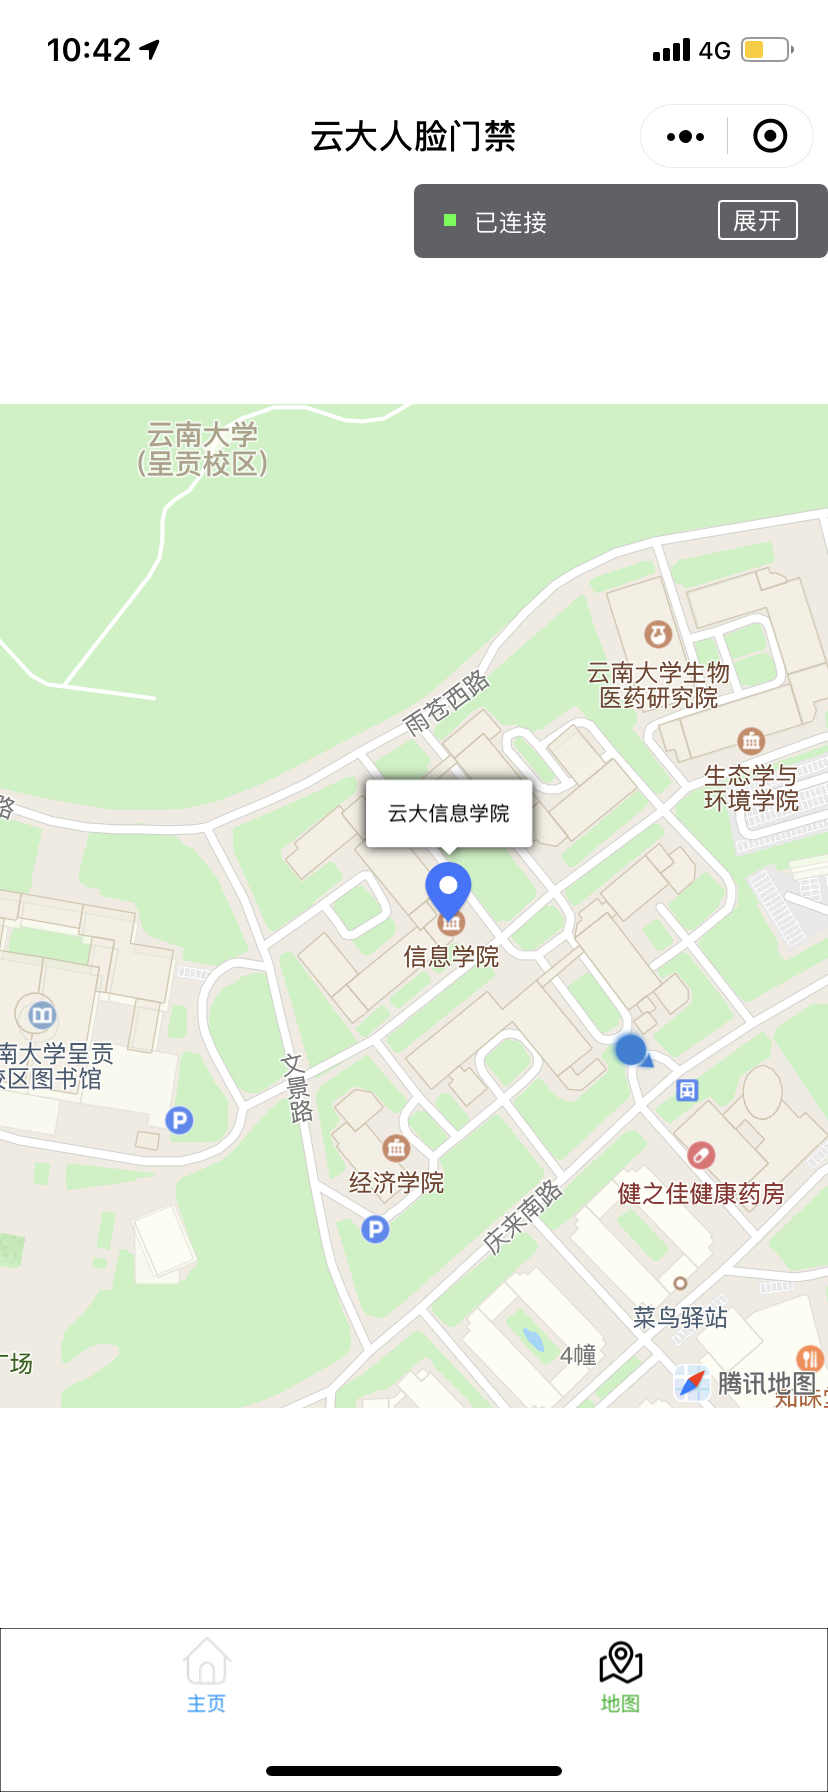 10:42
4G
云大人脸门禁
已连接
展开
云南大学
(呈贡校区)
云南大学生物
医药研究院
雨苍西路
生态学与
环境学院
路
云大信息学院
信息学院
南大学呈贡
校区图书馆
文景路
P
经济学院
健之佳健康药房
庆来南路
P
菜鸟驿站
4幢
广场
腾讯地图
主页
地图